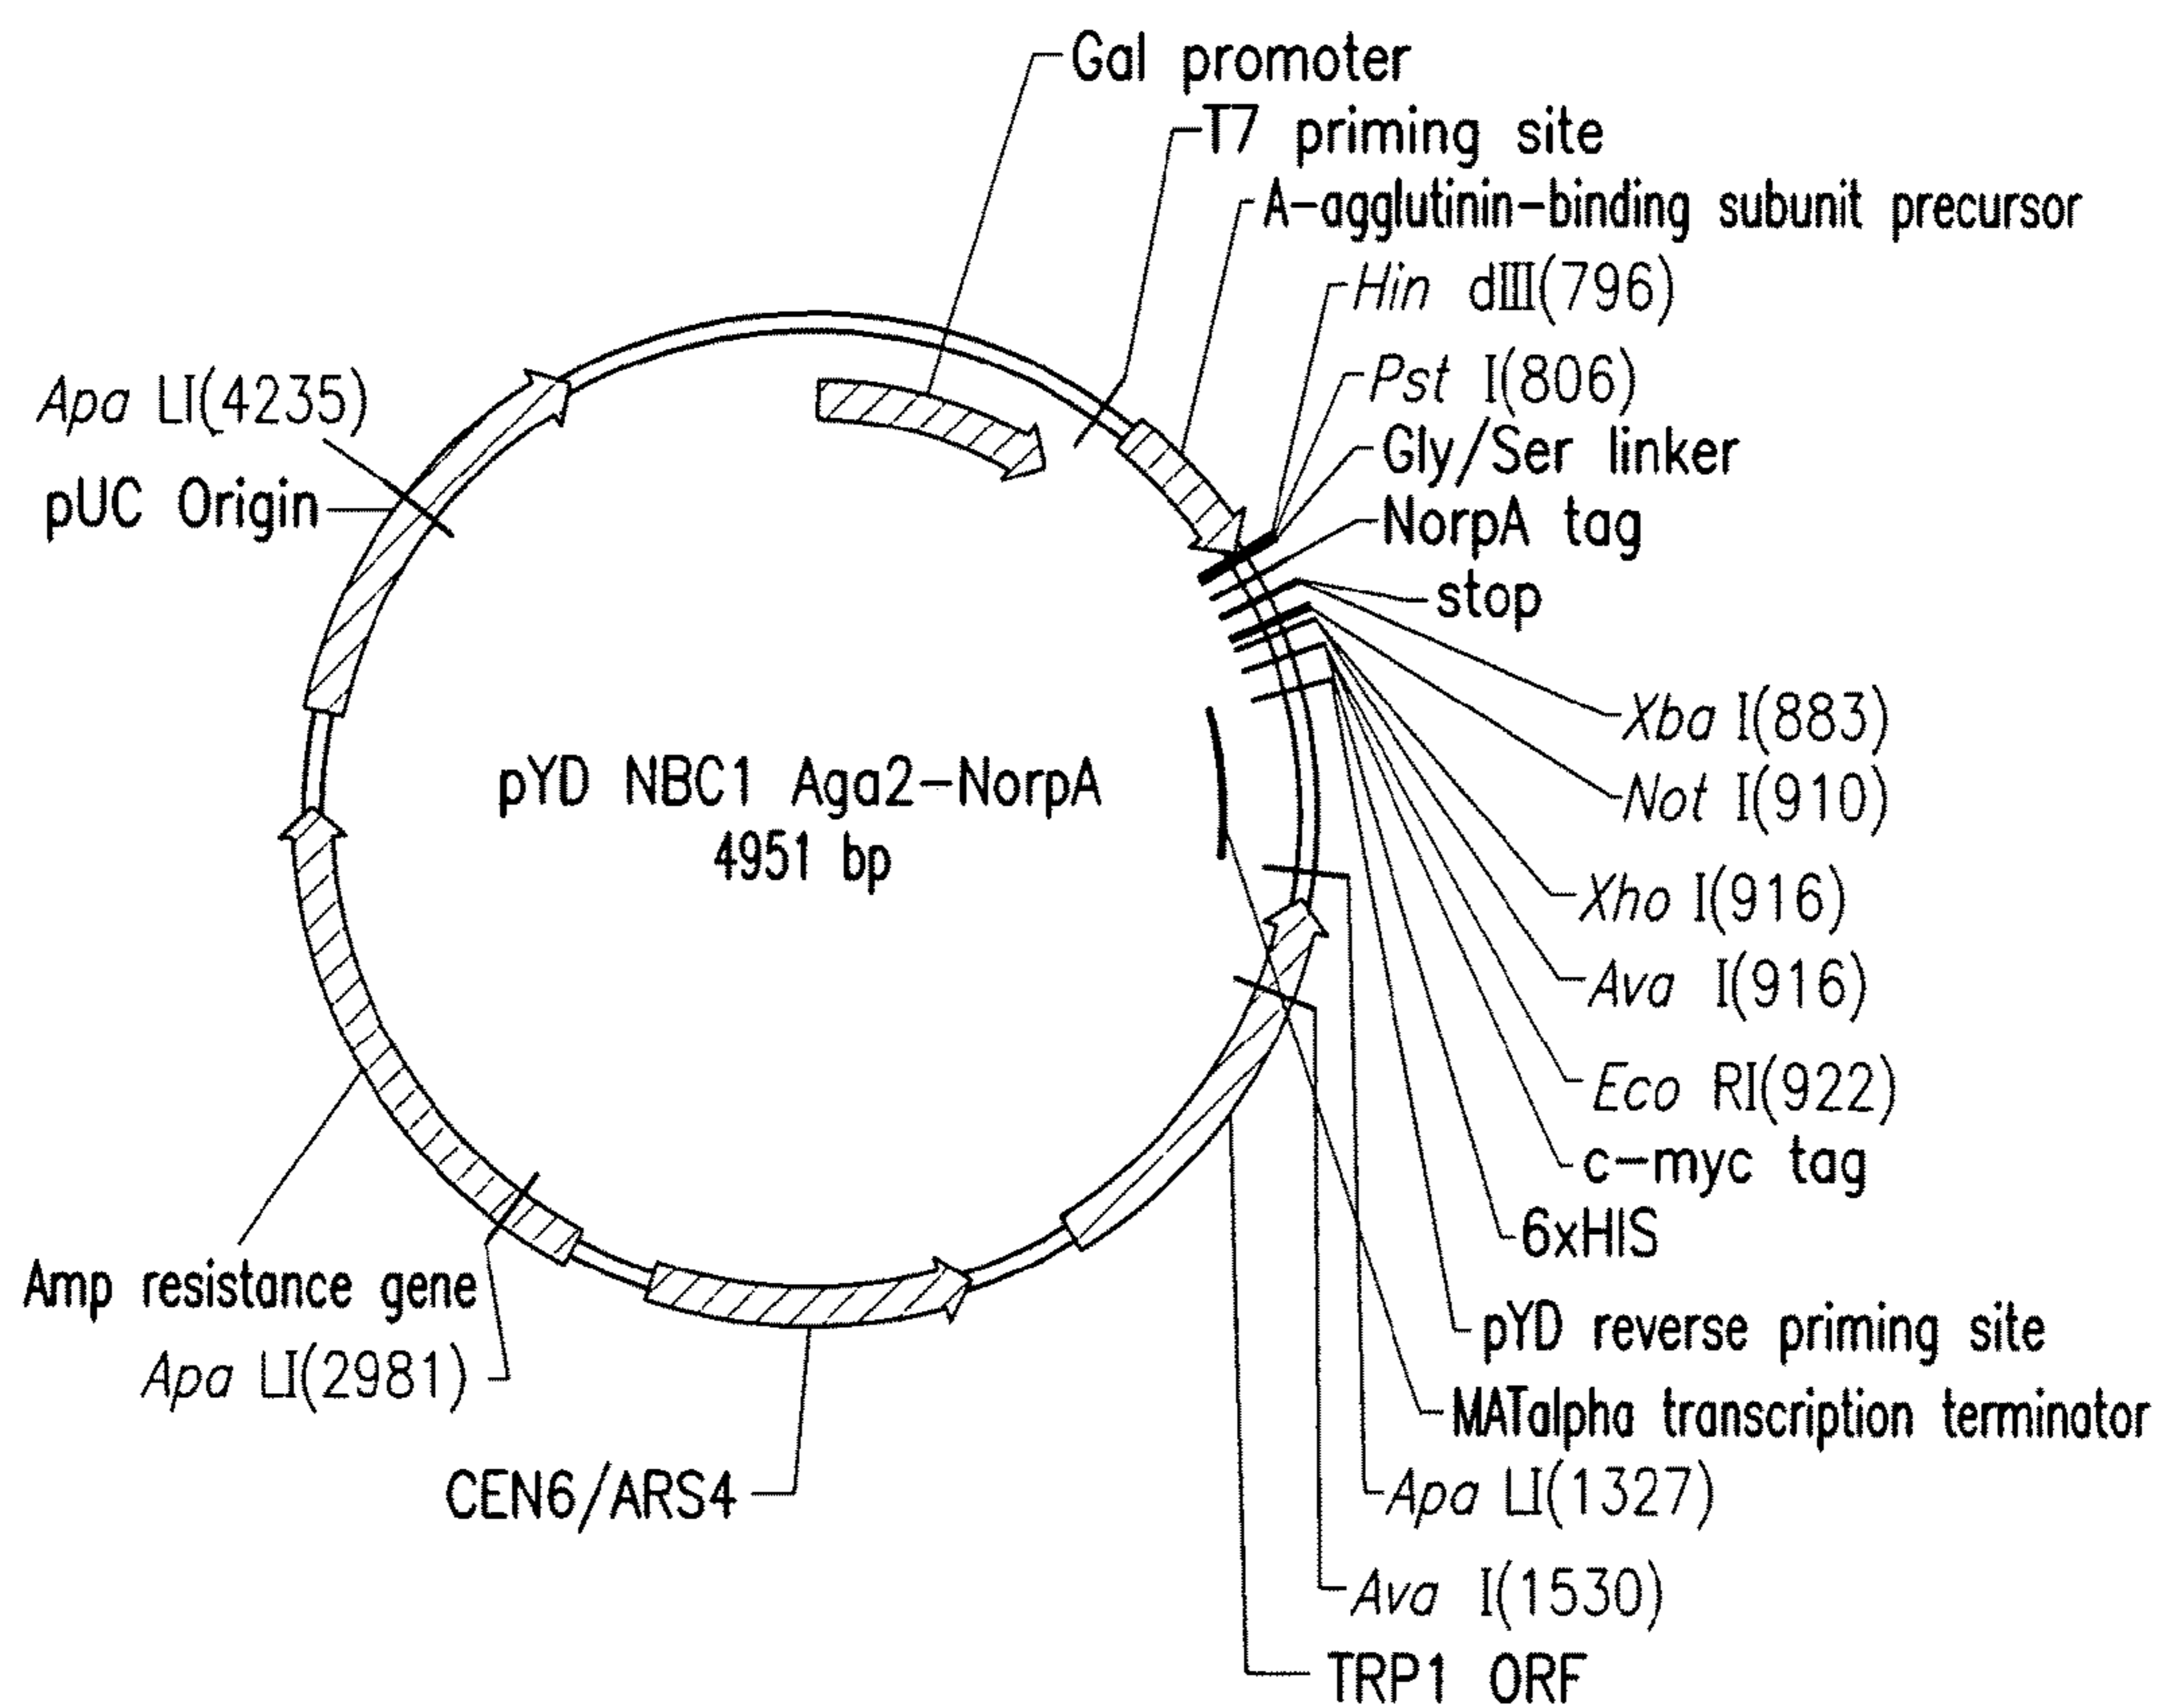 Gal promoter
T7 priming site
A-agglutinin-binding subunit precursor
Hin dIII(796)
Pst I(806)
Gly/Ser linker
NorpA tag
stop
Xba I(883)
Not I(910)
Xho I(916)
Ava I(916)
Eco RI(922)
c-myc tag
6xHIS
pYD reverse priming site
MATalpha transcription terminator
Apa LI(1327)
Ava I(1530)
TRP1 ORF
CEN6/ARS4
Apa LI(2981)
Amp resistance gene
pUC Origin
Apa LI(4235)
pYD NBC1 Aga2-NorpA
4951 bp